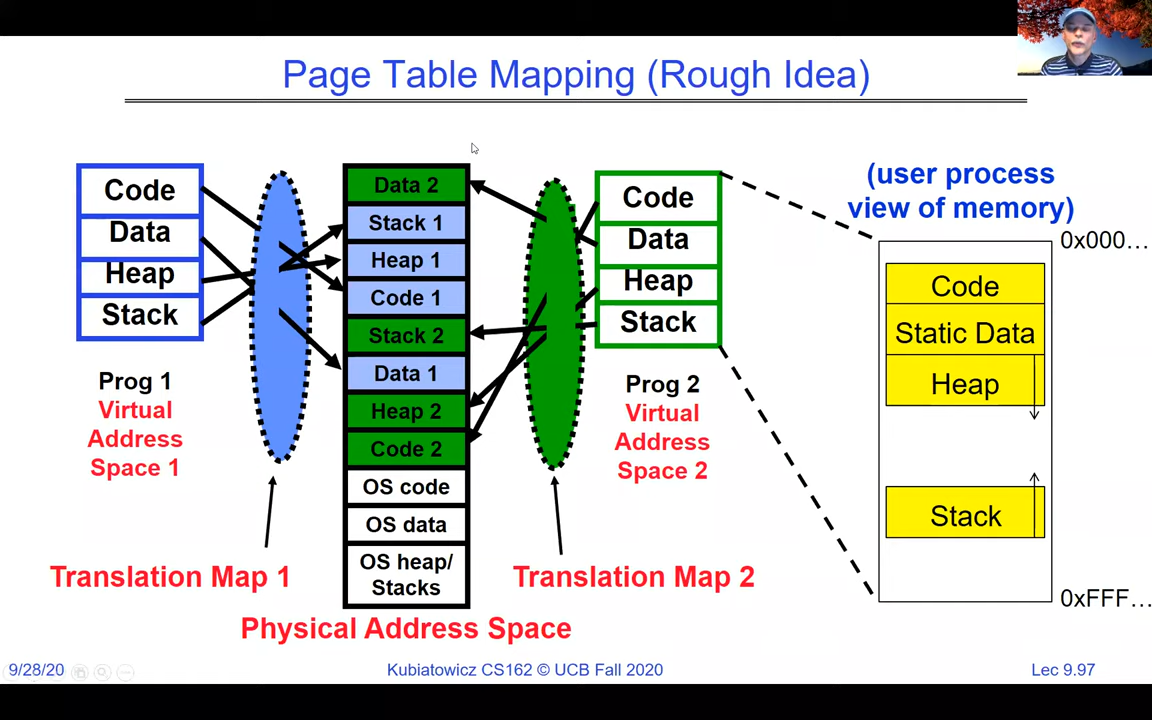 Page Table Mapping (Rough Idea)
Code
Data
Heap
Stack
Prog 1
Virtual
Address
Space 1
Translation Map 1
Data 2
Stack 1
Heap 1
Code 1
Stack 2
Data 1
Heap 2
Code 2
OS code
OS data
OS heap/
Stacks
Physical Address Space
Code
Data
Heap
Stack
Prog 2
Virtual
Address
Space 2
Translation Map 2
(user process
view of memory)
0x000…
Code
Static Data
Heap
Stack
0xFFF…
9/28/20
Kubiatowicz CS162 © UCB Fall 2020
Lec 9.97